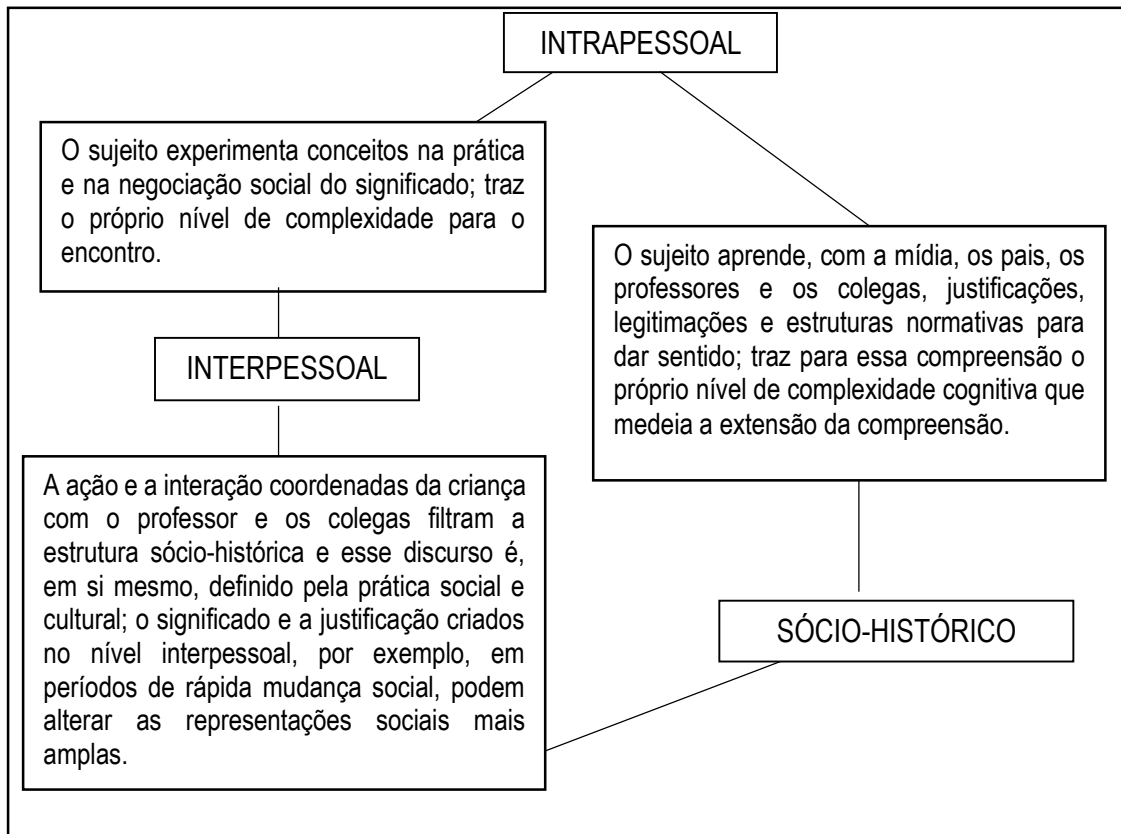 INTRAPESSOAL
O sujeito experimenta conceitos na prática
e na negociação social do significado; traz
o próprio nível de complexidade para o
encontro.
O sujeito aprende, com a mídia, os pais, os
professores e os colegas, justificações,
legitimações e estruturas normativas para
dar sentido; traz para essa compreensão o
próprio nível de complexidade cognitiva que
medeia a extensão da compreensão.
INTERPESSOAL
A ação e a interação coordenadas da criança
com o professor e os colegas filtram a
estrutura sócio-histórica e esse discurso é,
em si mesmo, definido pela prática social e
cultural; o significado e a justificação criados
no nível interpessoal, por exemplo, em
períodos de rápida mudança social, podem
alterar as representações sociais mais
amplas.
SÓCIO-HISTÓRICO